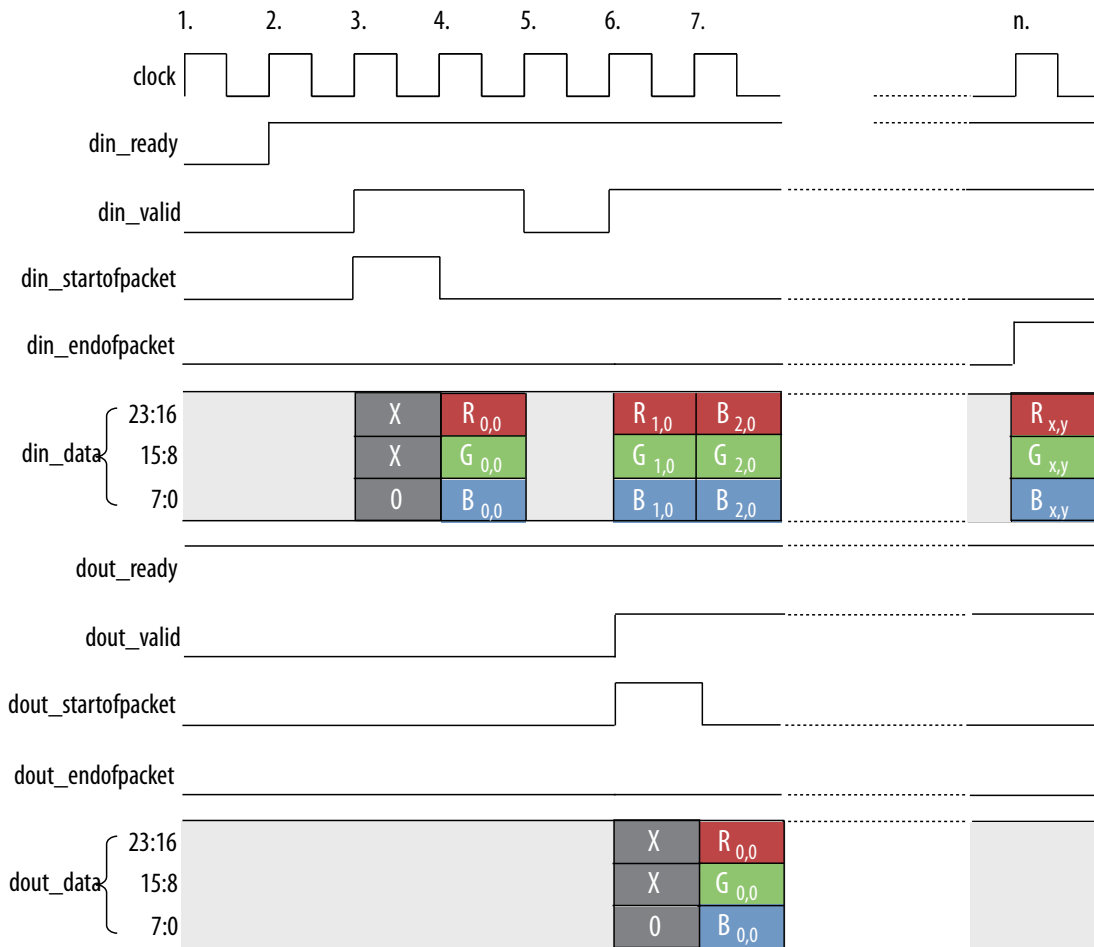 1. 2. 3. 4. 5. 6. 7. n.
clock
din_ready
din_valid
din_startofpacket
din_endofpacket
23:16 X R 0,0 R 1,0 B 2,0 R x,y
din_data 15:8 X G 0,0 G 1,0 G 2,0 G x,y
7:0 0 B 0,0 B 1,0 B 2,0 B x,y
dout_ready
dout_valid
dout_startofpacket
dout_endofpacket
23:16 X R 0,0
dout_data 15:8 X G 0,0
7:0 0 B 0,0